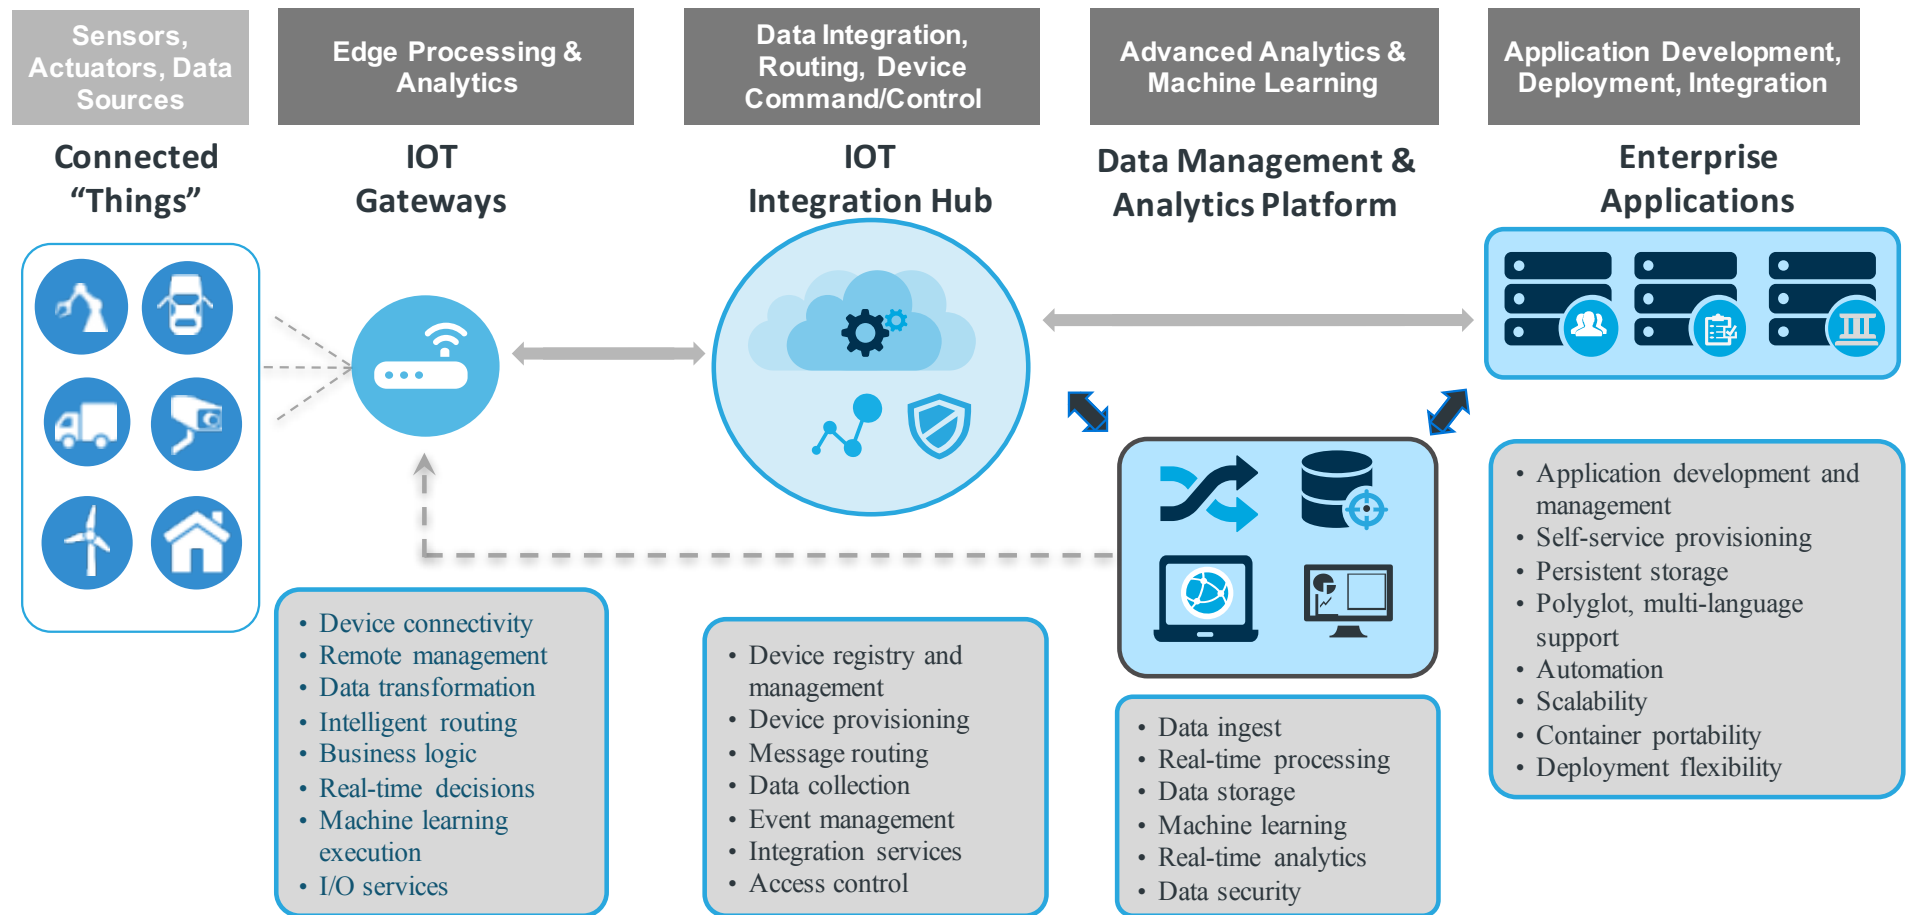 Sensors,
Actuators, Data
Sources
Edge Processing &
Analytics
Data Integration,
Routing, Device
Command/Control
Advanced Analytics &
Machine Learning
Application Development,
Deployment, Integration
Connected
“Things”
IOT
Gateways
IOT
Integration Hub
Data Management &
Analytics Platform
Enterprise
Applications
• Device connectivity
• Remote management
• Data transformation
• Intelligent routing
• Business logic
• Real-time decisions
• Machine learning
execution
• I/O services
• Device registry and
management
• Device provisioning
• Message routing
• Data collection
• Event management
• Integration services
• Access control
• Data ingest
• Real-time processing
• Data storage
• Machine learning
• Real-time analytics
• Data security
• Application development and
management
• Self-service provisioning
• Persistent storage
• Polyglot, multi-language
support
• Automation
• Scalability
• Container portability
• Deployment flexibility